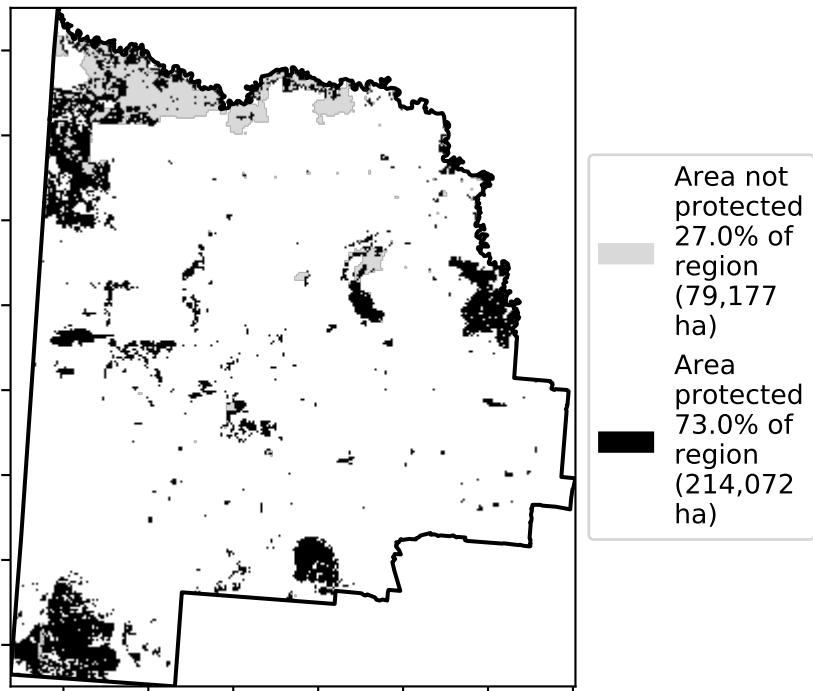 Area not
protected
27.0% of
region
(79,177
ha)
Area
protected
73.0% of
region
(214,072
ha)